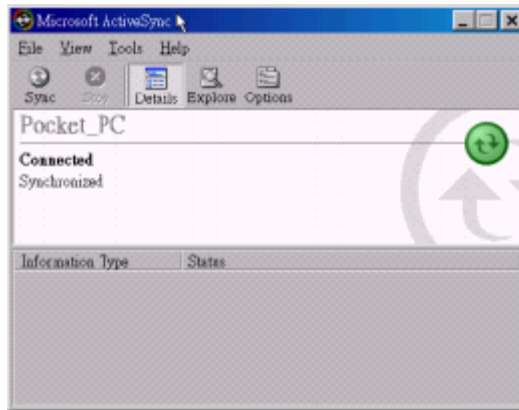 Microsoft ActiveSync
File View Tools Help
Sync Stop Details Explore Options
Pocket_PC
Connected
Synchronized
Information Type Status